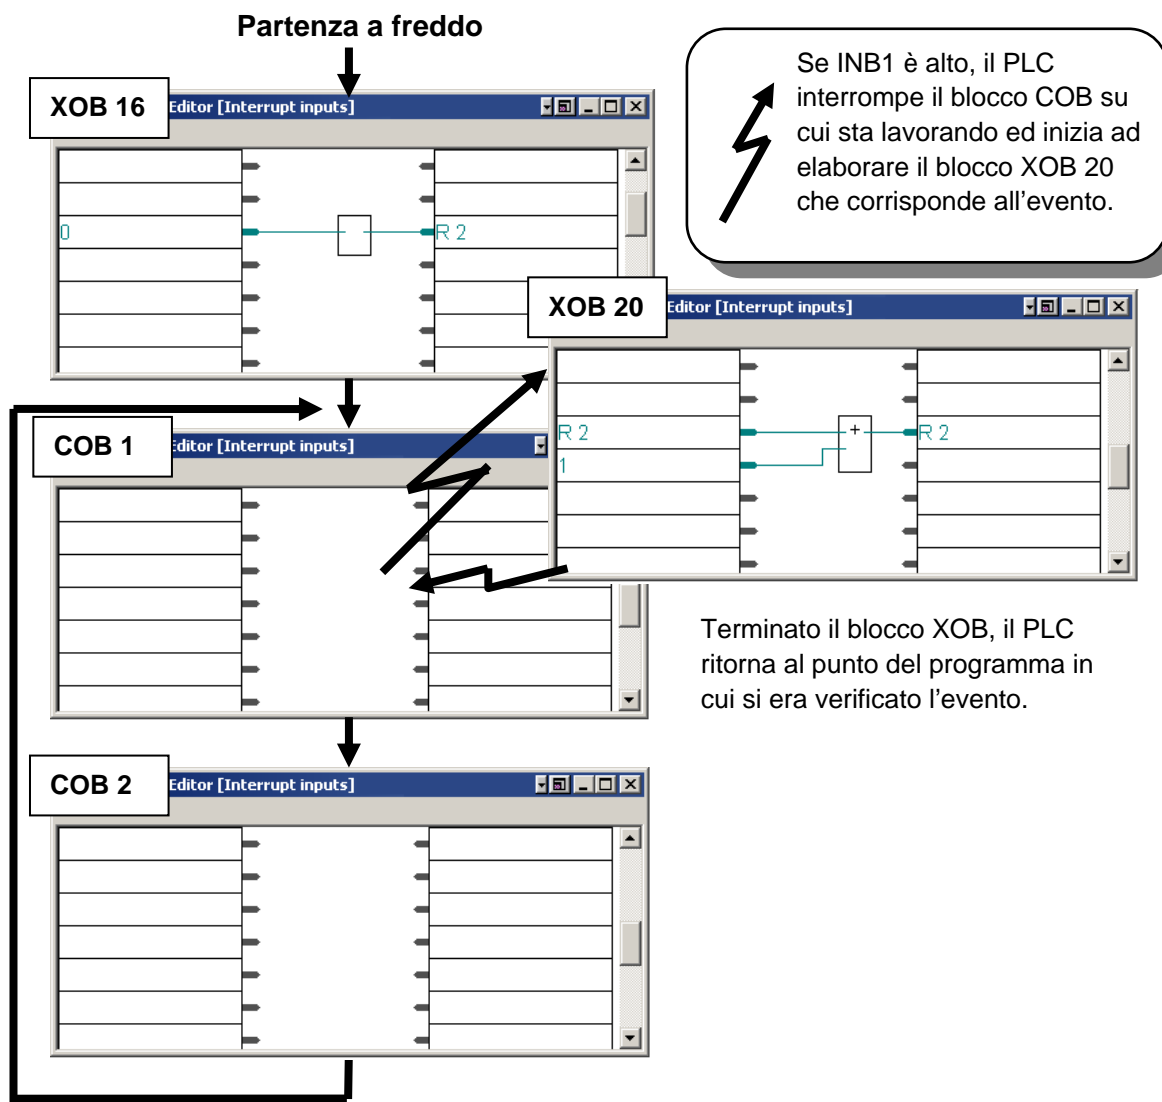 Partenza a freddo
Se INB1 è alto, il PLC
interrompe il blocco COB su
cui sta lavorando ed inizia ad
elaborare il blocco XOB 20
che corrisponde all’evento.
XOB 16
Editor [Interrupt inputs]
0
R 2
XOB 20
Editor [Interrupt inputs]
R 2
+
R 2
1
COB 1
Editor [Interrupt inputs]
Terminato il blocco XOB, il PLC
ritorna al punto del programma in
cui si era verificato l’evento.
COB 2
Editor [Interrupt inputs]